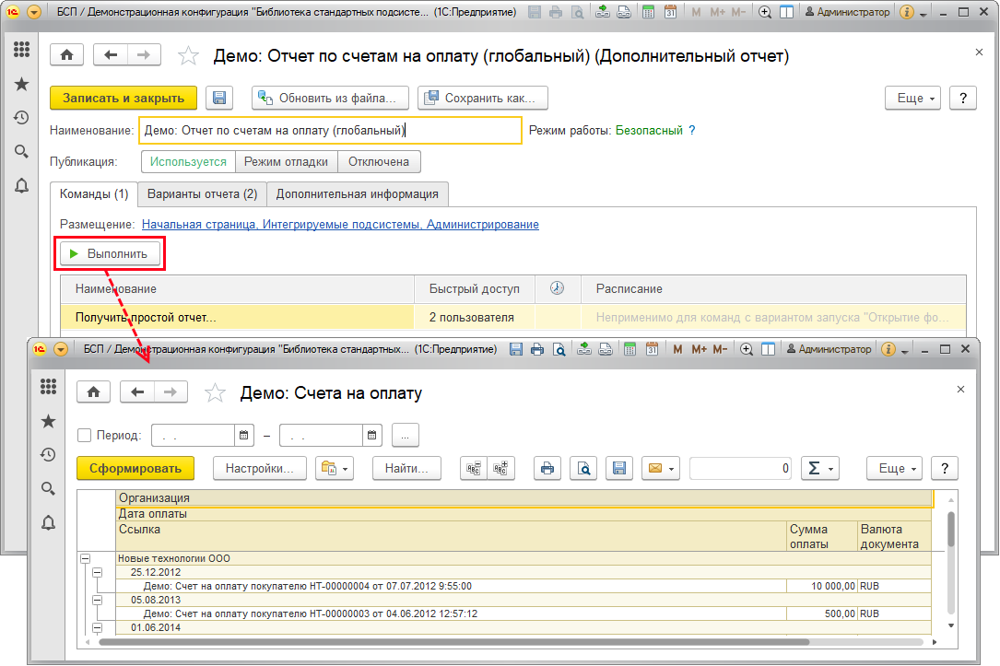 БСП / Демонстрационная конфигурация "Библиотека стандартных подсисте... (1С:Предприятие) M M+ M- 31 Администратор
Демо: Отчет по счетам на оплату (глобальный) (Дополнительный отчет)
Записать и закрыть Обновить из файла... Сохранить как... Еще ?
Наименование: Демо: Отчет по счетам на оплату (глобальный) Режим работы: Безопасный ?
Публикация: Используется Режим отладки Отключена
Команды (1) Варианты отчета (2) Дополнительная информация
Размещение: Начальная страница, Интегрируемые подсистемы, Администрирование
Выполнить
Наименование Быстрый доступ Расписание
Получить простой отчет... 2 пользователя Неприменимо для команд с вариантом запуска "Открытие фо...
БСП / Демонстрационная конфигурация "Библиотека стандартных... (1С:Предприятие) 31 M M+ M- Администратор
Демо: Счета на оплату
Период: . . – . . ...
Сформировать Настройки... Найти... 0 Σ Еще ?
Организация
Дата оплаты
Ссылка Сумма оплаты Валюта документа
Новые технологии ООО
25.12.2012
Демо: Счет на оплату покупателю НТ-00000004 от 07.07.2012 9:55:00 10 000,00 RUB
05.08.2013
Демо: Счет на оплату покупателю НТ-00000003 от 04.06.2012 12:57:12 500,00 RUB
01.06.2014